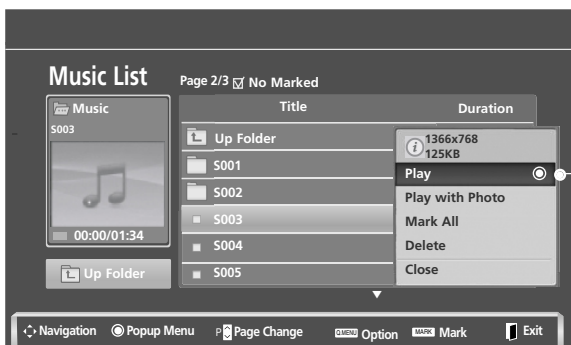 Music List
Page 2/3 No Marked
Music
S003
00:00/01:34
Up Folder
Title Duration
Up Folder
S001
S002
S003
S004
S005
1366x768
125KB
Play
Play with Photo
Mark All
Delete
Close
Navigation Popup Menu P Page Change Q.MENU Option MARK Mark Exit